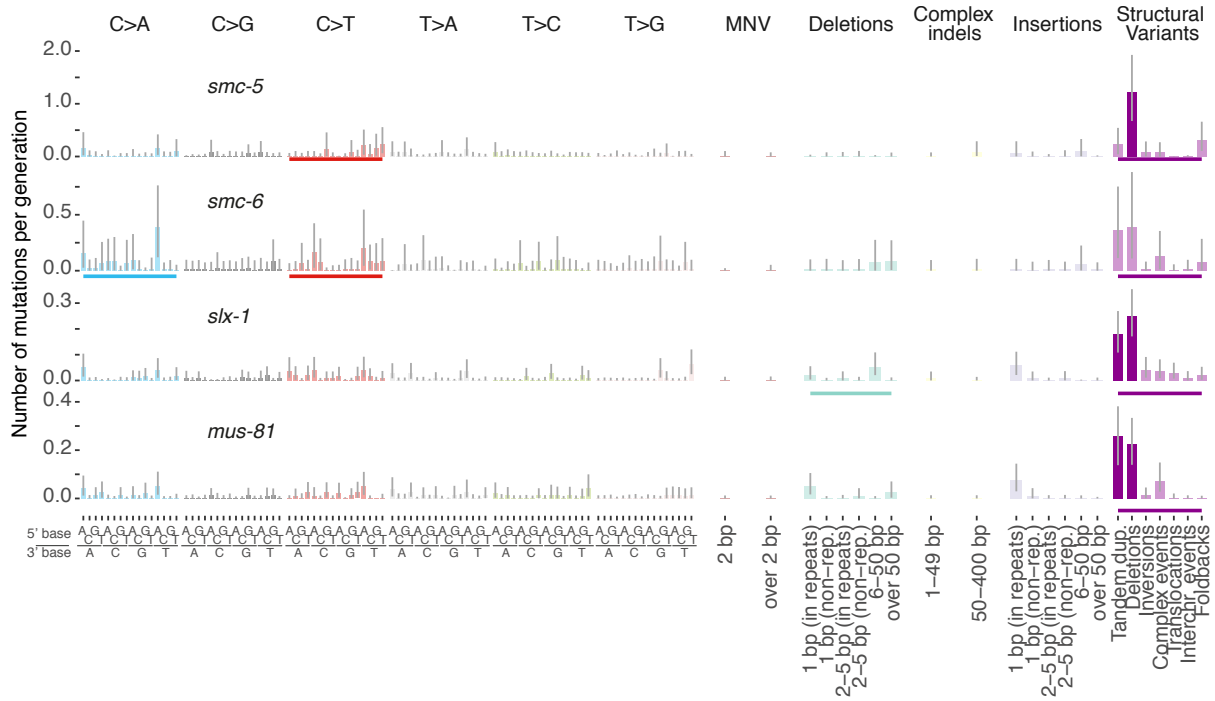 C>A C>G C>T T>A T>C T>G MNV Deletions Complex indels Insertions Structural Variants
Number of mutations per generation
2.0
smc-5
1.0
0.0
smc-6
0.5
0.0
slx-1
0.3
0.0
mus-81
0.4
0.2
0.0
5' base
A C G T A C G T A C G T A C G T
A C G T A C G T A C G T A C G T
A C G T A C G T A C G T A C G T
A C G T A C G T A C G T A C G T
A C G T A C G T A C G T A C G T
A C G T A C G T A C G T A C G T
3' base
A C G T
A C G T
A C G T
A C G T
A C G T
A C G T
2 bp
over 2 bp
1 bp (in repeats)
1 bp (non−rep.)
2−5 bp (in repeats)
2−5 bp (non−rep.)
6−50 bp
over 50 bp
1−49 bp
50−400 bp
1 bp (in repeats)
1 bp (non−rep.)
2−5 bp (in repeats)
2−5 bp (non−rep.)
6−50 bp
over 50 bp
Tandem dup.
Deletions
Inversions
Complex events
Translocations
Interchr. events
Foldbacks